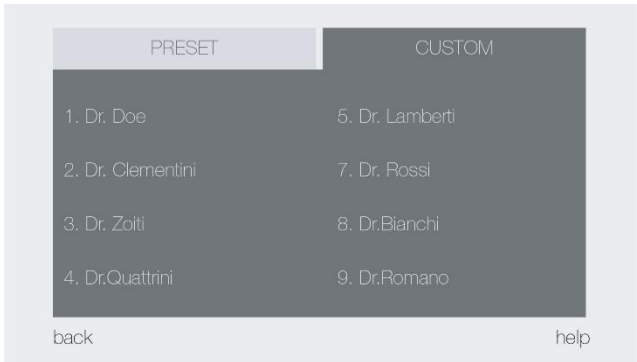 PRESET
CUSTOM
1. Dr. Doe
2. Dr. Clementini
3. Dr. Zoiti
4. Dr.Quattrini
5. Dr. Lamberti
7. Dr. Rossi
8. Dr.Bianchi
9. Dr.Romano
back
help